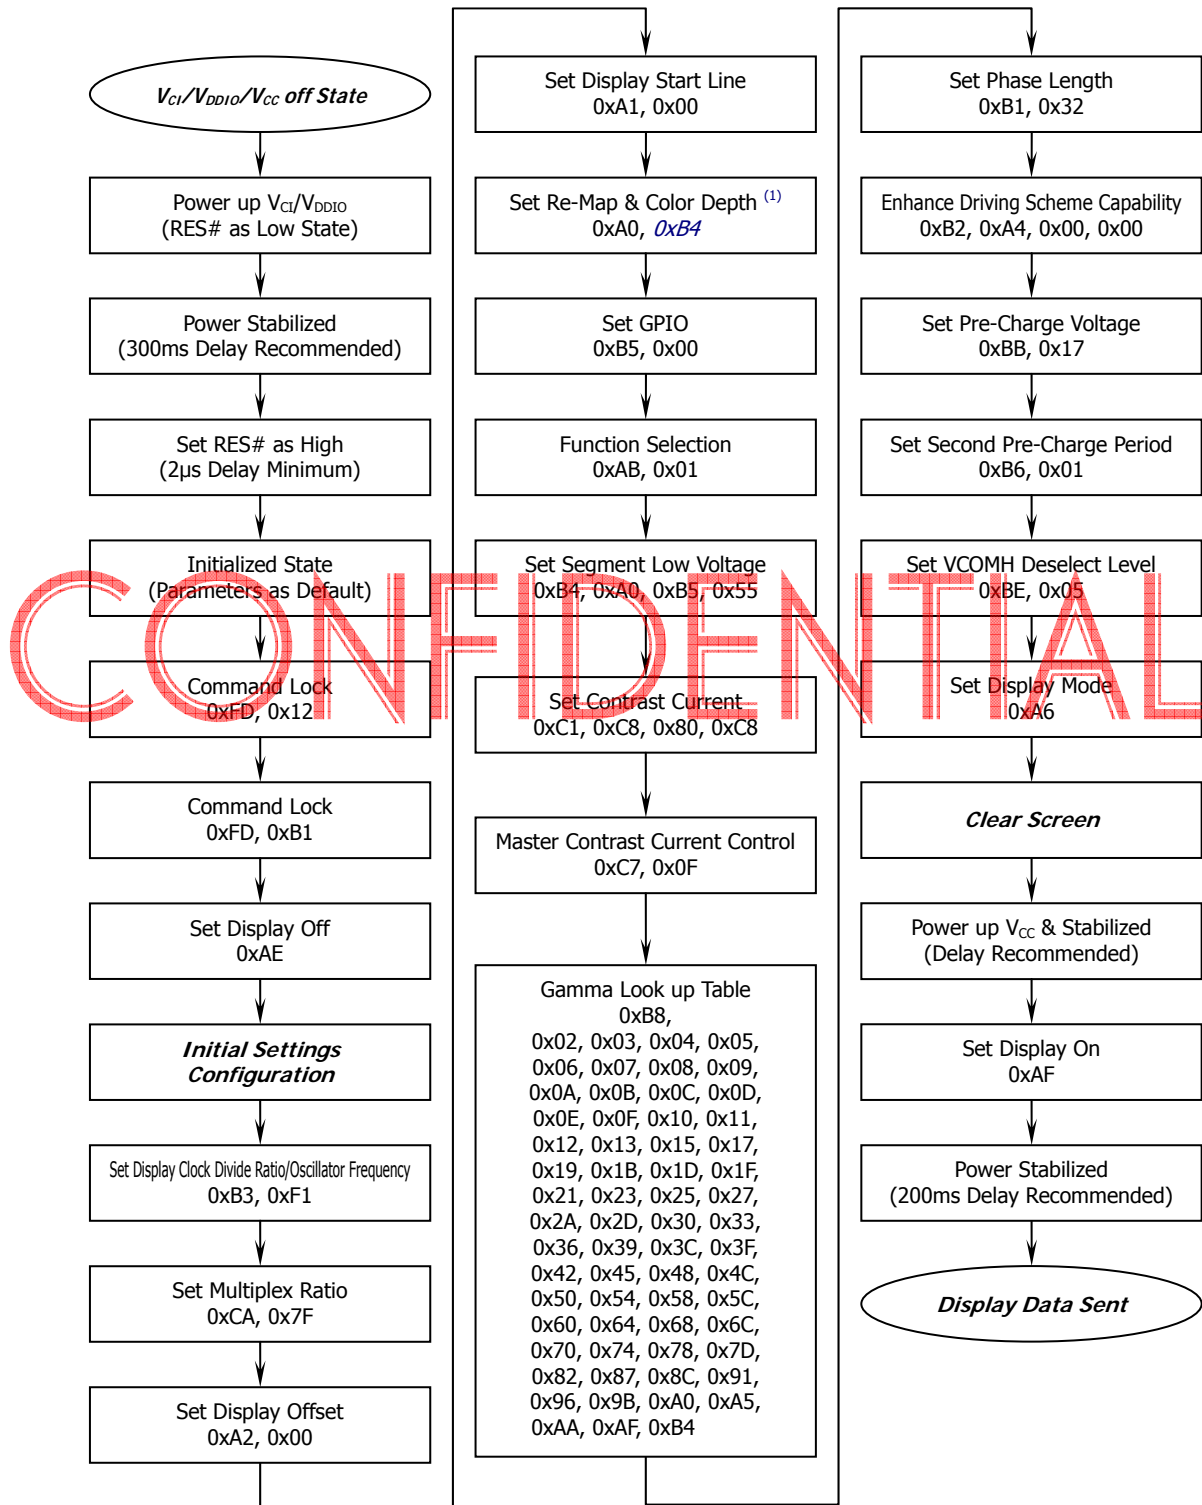 V_CI/V_DDIO/V_CC off State
Power up V_CI/V_DDIO
(RES# as Low State)
Power Stabilized
(300ms Delay Recommended)
Set RES# as High
(2µs Delay Minimum)
Initialized State
(Parameters as Default)
Command Lock
0xFD, 0x12
Command Lock
0xFD, 0xB1
Set Display Off
0xAE
Initial Settings
Configuration
Set Display Clock Divide Ratio/Oscillator Frequency
0xB3, 0xF1
Set Multiplex Ratio
0xCA, 0x7F
Set Display Offset
0xA2, 0x00
Set Display Start Line
0xA1, 0x00
Set Re-Map & Color Depth (1)
0xA0, 0xB4
Set GPIO
0xB5, 0x00
Function Selection
0xAB, 0x01
Set Segment Low Voltage
0xB4, 0xA0, 0xB5, 0x55
Set Contrast Current
0xC1, 0xC8, 0x80, 0xC8
Master Contrast Current Control
0xC7, 0x0F
Gamma Look up Table
0xB8,
0x02, 0x03, 0x04, 0x05,
0x06, 0x07, 0x08, 0x09,
0x0A, 0x0B, 0x0C, 0x0D,
0x0E, 0x0F, 0x10, 0x11,
0x12, 0x13, 0x15, 0x17,
0x19, 0x1B, 0x1D, 0x1F,
0x21, 0x23, 0x25, 0x27,
0x2A, 0x2D, 0x30, 0x33,
0x36, 0x39, 0x3C, 0x3F,
0x42, 0x45, 0x48, 0x4C,
0x50, 0x54, 0x58, 0x5C,
0x60, 0x64, 0x68, 0x6C,
0x70, 0x74, 0x78, 0x7D,
0x82, 0x87, 0x8C, 0x91,
0x96, 0x9B, 0xA0, 0xA5,
0xAA, 0xAF, 0xB4
Set Phase Length
0xB1, 0x32
Enhance Driving Scheme Capability
0xB2, 0xA4, 0x00, 0x00
Set Pre-Charge Voltage
0xBB, 0x17
Set Second Pre-Charge Period
0xB6, 0x01
Set VCOMH Deselect Level
0xBE, 0x05
Set Display Mode
0xA6
Clear Screen
Power up V_CC & Stabilized
(Delay Recommended)
Set Display On
0xAF
Power Stabilized
(200ms Delay Recommended)
Display Data Sent
CONFIDENTIAL